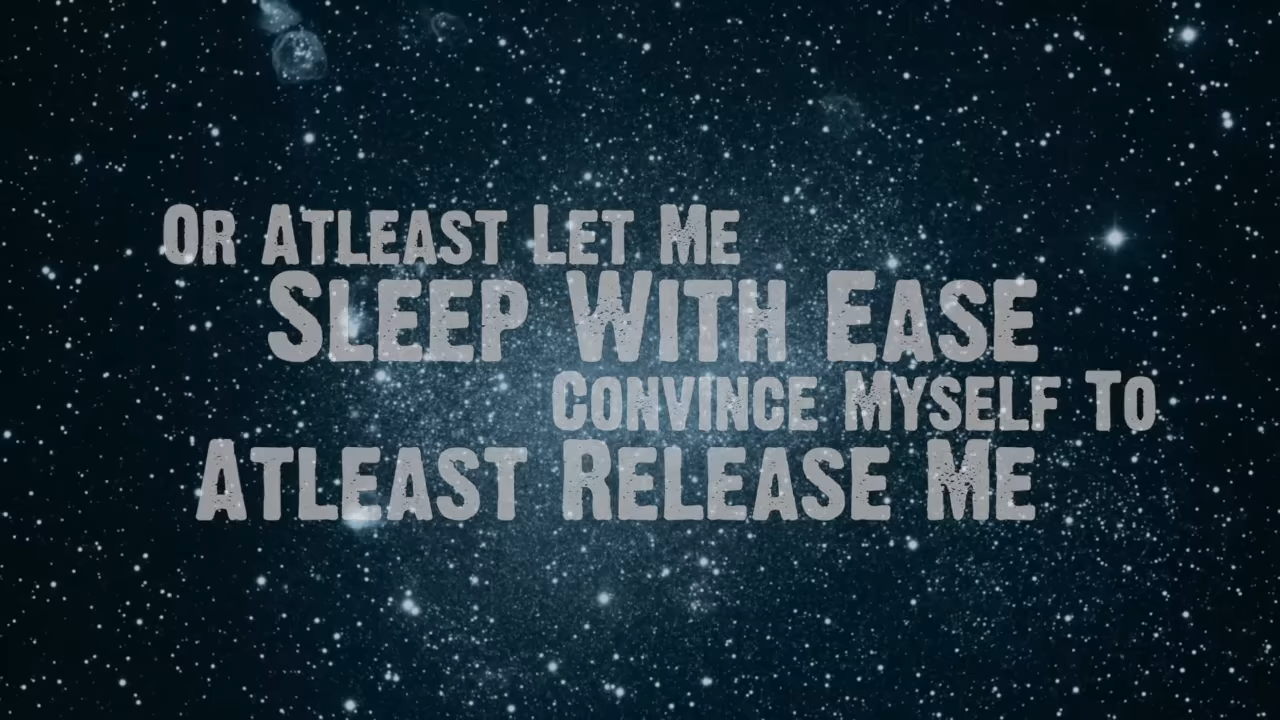 Or Atleast Let Me
Sleep With Ease
Convince Myself To
Atleast Release Me